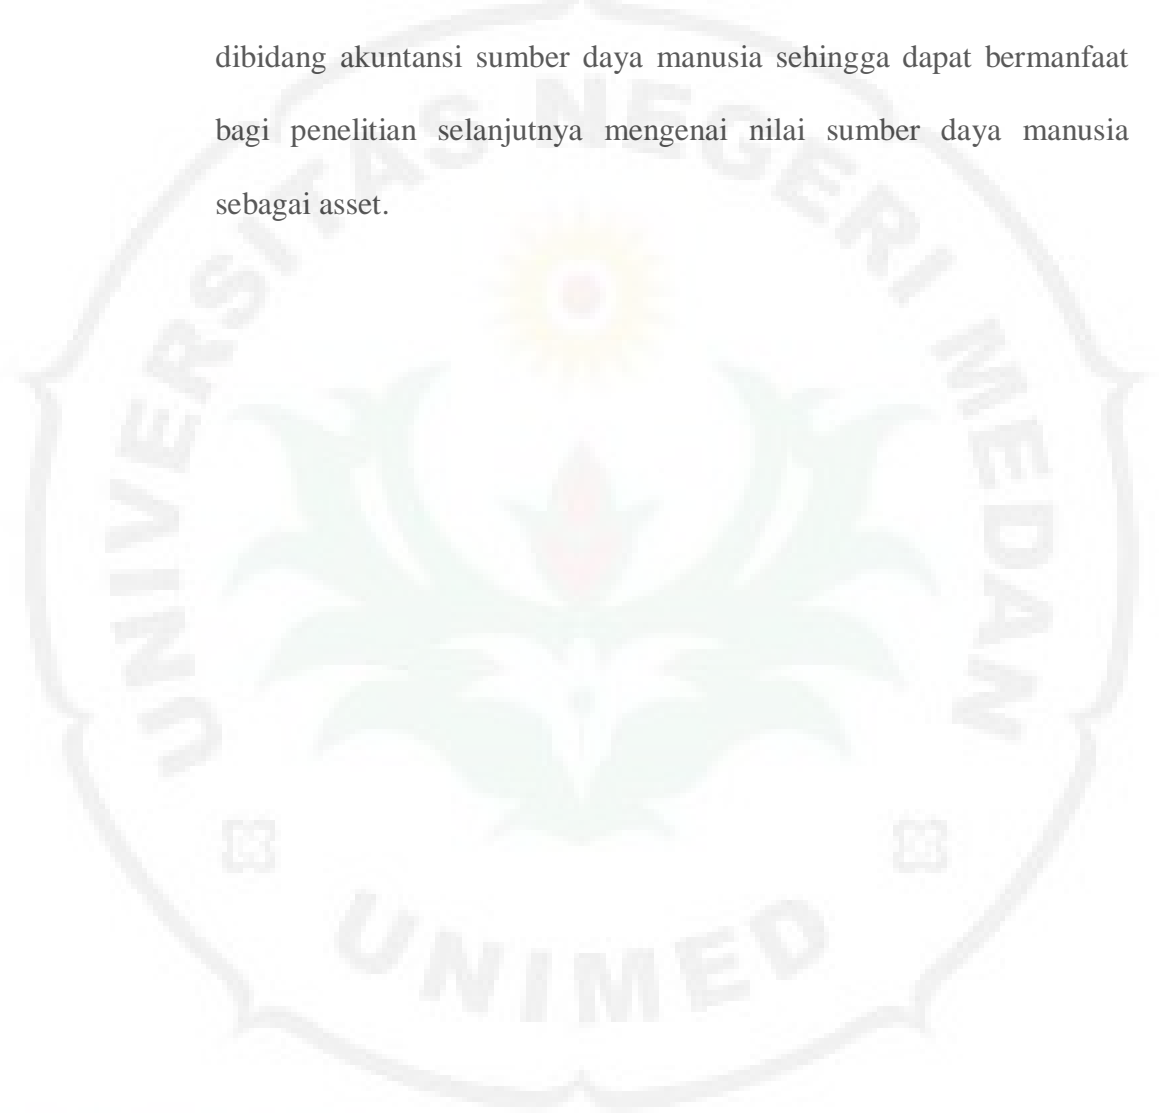 dibidang akuntansi sumber daya manusia sehingga dapat bermanfaat
bagi penelitian selanjutnya mengenai nilai sumber daya manusia
sebagai asset.
UNIVERSITAS NEGERI MEDAN
UNIMED